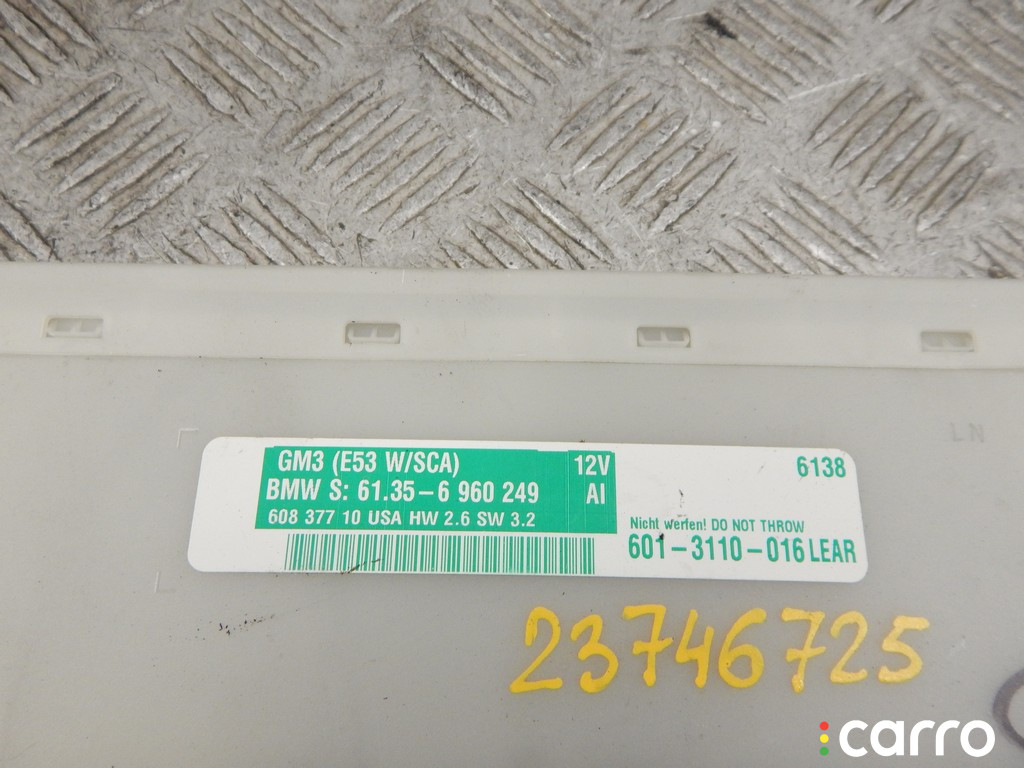 LN
GM3 (E53 W/SCA)
12V
6138
BMW S: 61.35-6 960 249
AI
608 377 10 USA HW 2.6 SW 3.2
Nicht werfen! DO NOT THROW
601-3110-016 LEAR
23746725
carro